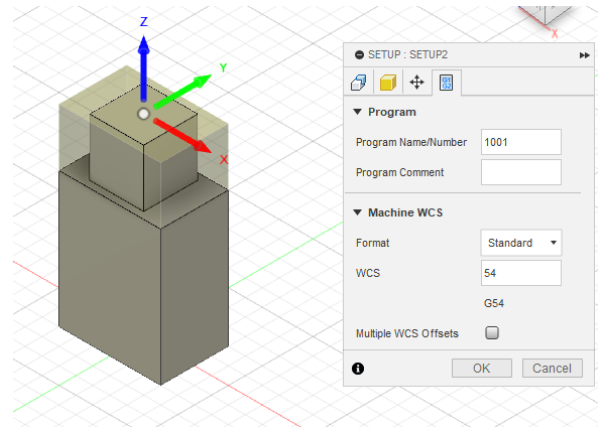 Z
Y
X
X
SETUP : SETUP2
Program
Program Name/Number 1001
Program Comment
Machine WCS
Format Standard
WCS 54
G54
Multiple WCS Offsets
OK Cancel